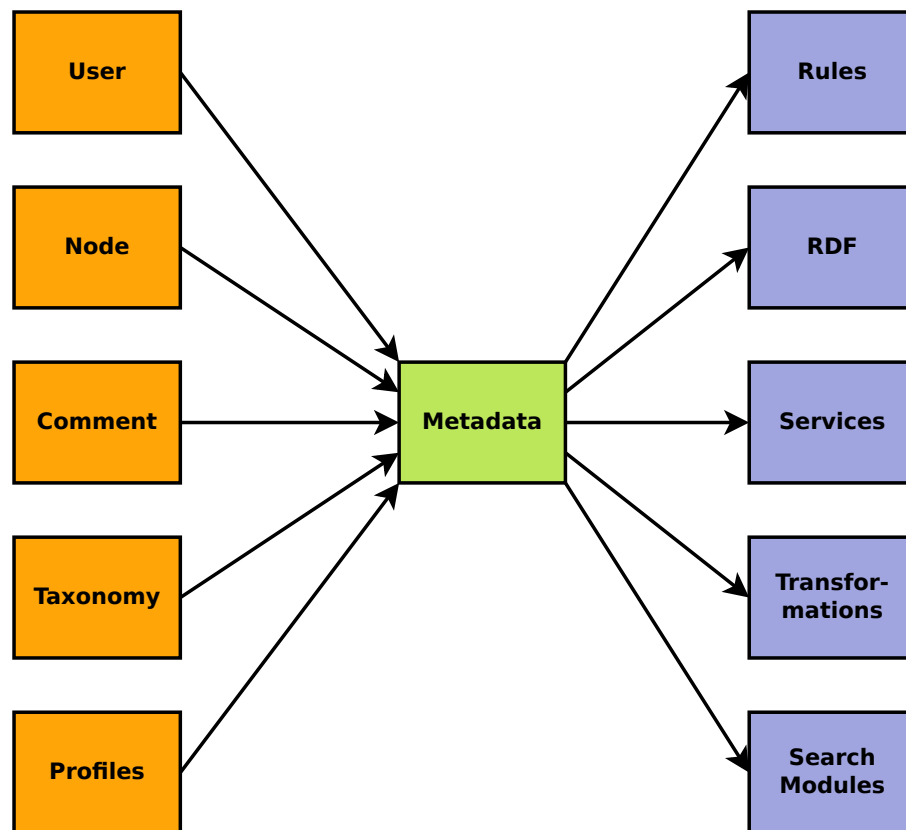 User
Node
Comment
Taxonomy
Profiles
Metadata
Rules
RDF
Services
Transfor-
mations
Search
Modules